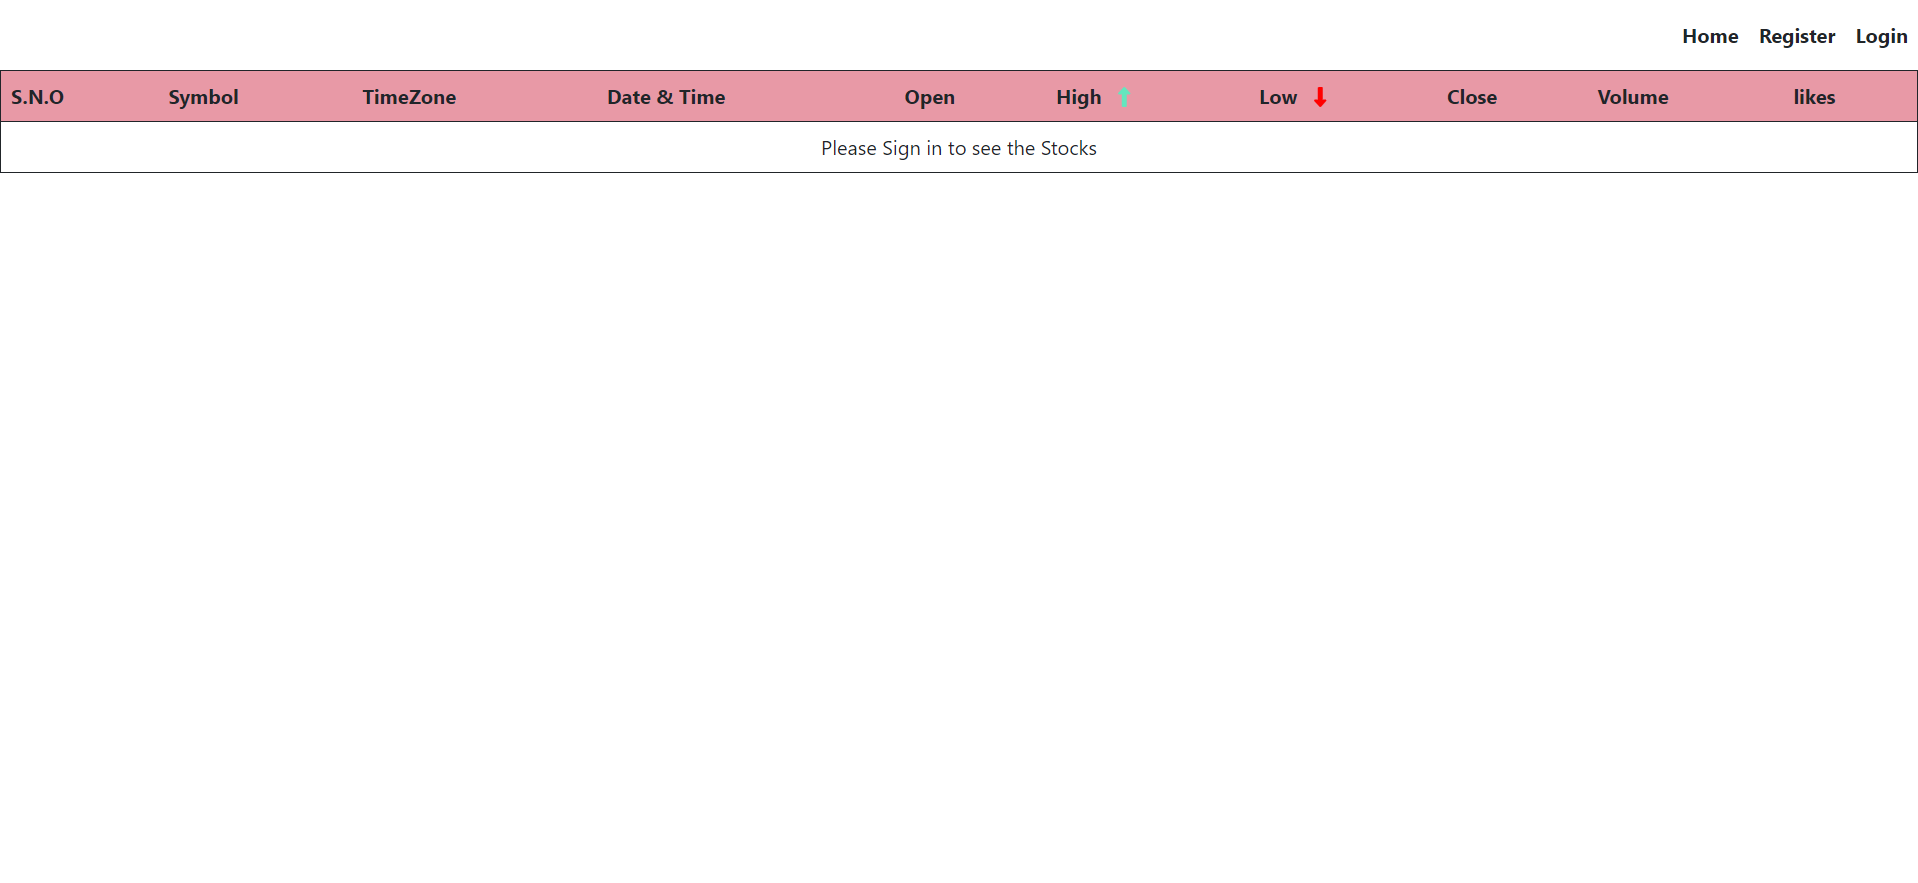 Home Register Login
S.N.O Symbol TimeZone Date & Time Open High Low Close Volume likes
Please Sign in to see the Stocks